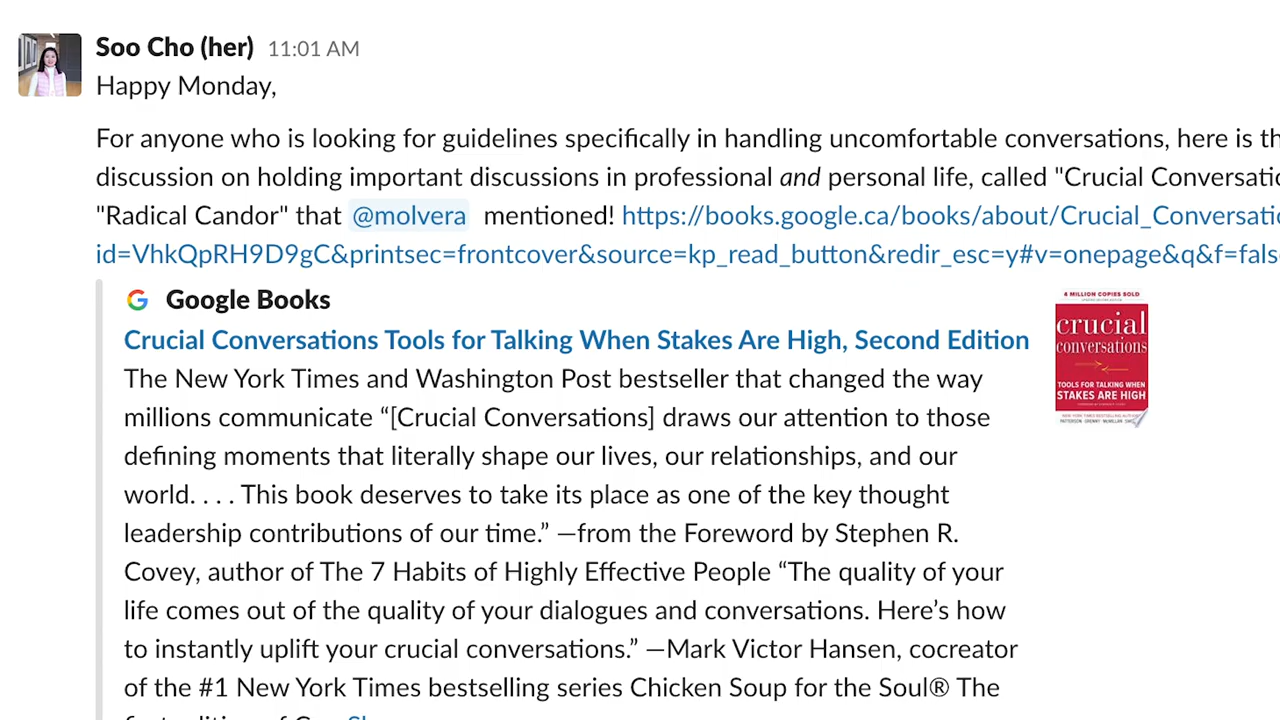 Soo Cho (her) 11:01 AM
Happy Monday,
For anyone who is looking for guidelines specifically in handling uncomfortable conversations, here is
discussion on holding important discussions in professional and personal life, called "Crucial
"Radical Candor" that @molvera mentioned! https://books.google.ca/books/about/Crucial_Conversatio
id=VhkQpRH9D9gC&printsec=frontcover&source=kp_read_button&redir_esc=y#v=onepage&q&f=fals
Google Books
Crucial Conversations Tools for Talking When Stakes Are High, Second Edition
The New York Times and Washington Post bestseller that changed the way
millions communicate “[Crucial Conversations] draws our attention to those
defining moments that literally shape our lives, our relationships, and our
world. . . . This book deserves to take its place as one of the key thought
leadership contributions of our time.” —from the Foreword by Stephen R.
Covey, author of The 7 Habits of Highly Effective People “The quality of your
life comes out of the quality of your dialogues and conversations. Here’s how
to instantly uplift your crucial conversations.” —Mark Victor Hansen, cocreator
of the #1 New York Times bestselling series Chicken Soup for the Soul® The
4 MILLION COPIES SOLD
crucial
conversations
TOOLS FOR TALKING WHEN
STAKES ARE HIGH